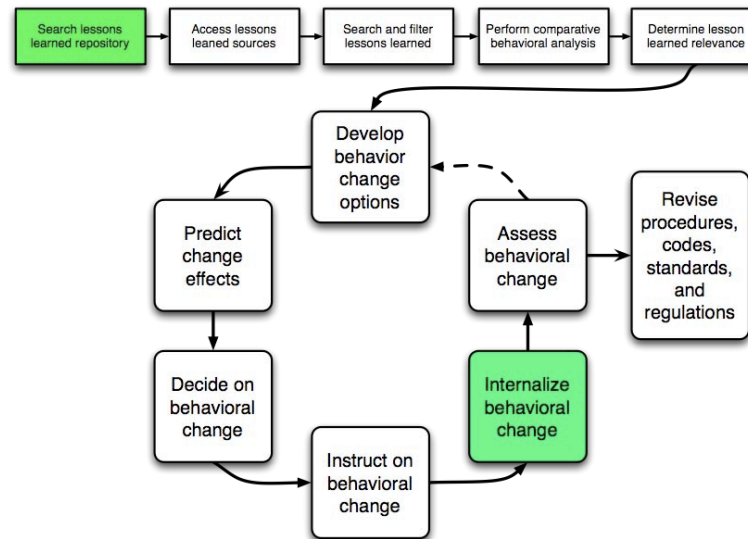 Search lessons
learned repository
Access lessons
leaned sources
Search and filter
lessons learned
Perform comparative
behavioral analysis
Determine lesson
learned relevance
Develop
behavior
change
options
Predict
change
effects
Decide on
behavioral
change
Instruct on
behavioral
change
Internalize
behavioral
change
Assess
behavioral
change
Revise
procedures,
codes,
standards,
and
regulations